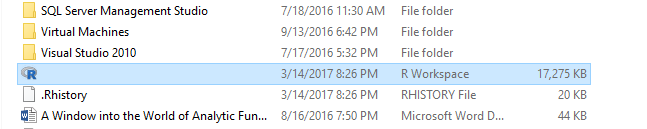 SQL Server Management Studio 7/18/2016 11:30 AM File folder
Virtual Machines 9/13/2016 6:42 PM File folder
Visual Studio 2010 7/17/2016 5:32 PM File folder
R 3/14/2017 8:26 PM R Workspace 17,275 KB
.Rhistory 3/14/2017 8:26 PM RHISTORY File 20 KB
A Window into the World of Analytic Fun... 8/16/2016 7:50 PM Microsoft Word D... 44 KB